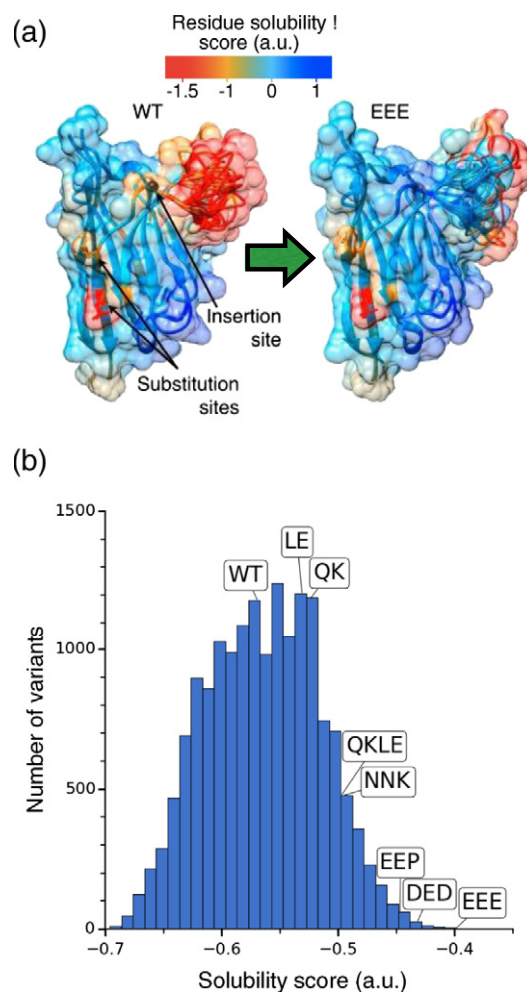 (a)
Residue solubility !
score (a.u.)
-1.5 -1 0 1
WT
EEE
Insertion
site
Substitution
sites
(b)
1500
1000
500
0
Number of variants
WT
LE
QK
QKLE
NNK
EEP
DED
EEE
−0.7 −0.6 −0.5 −0.4
Solubility score (a.u.)